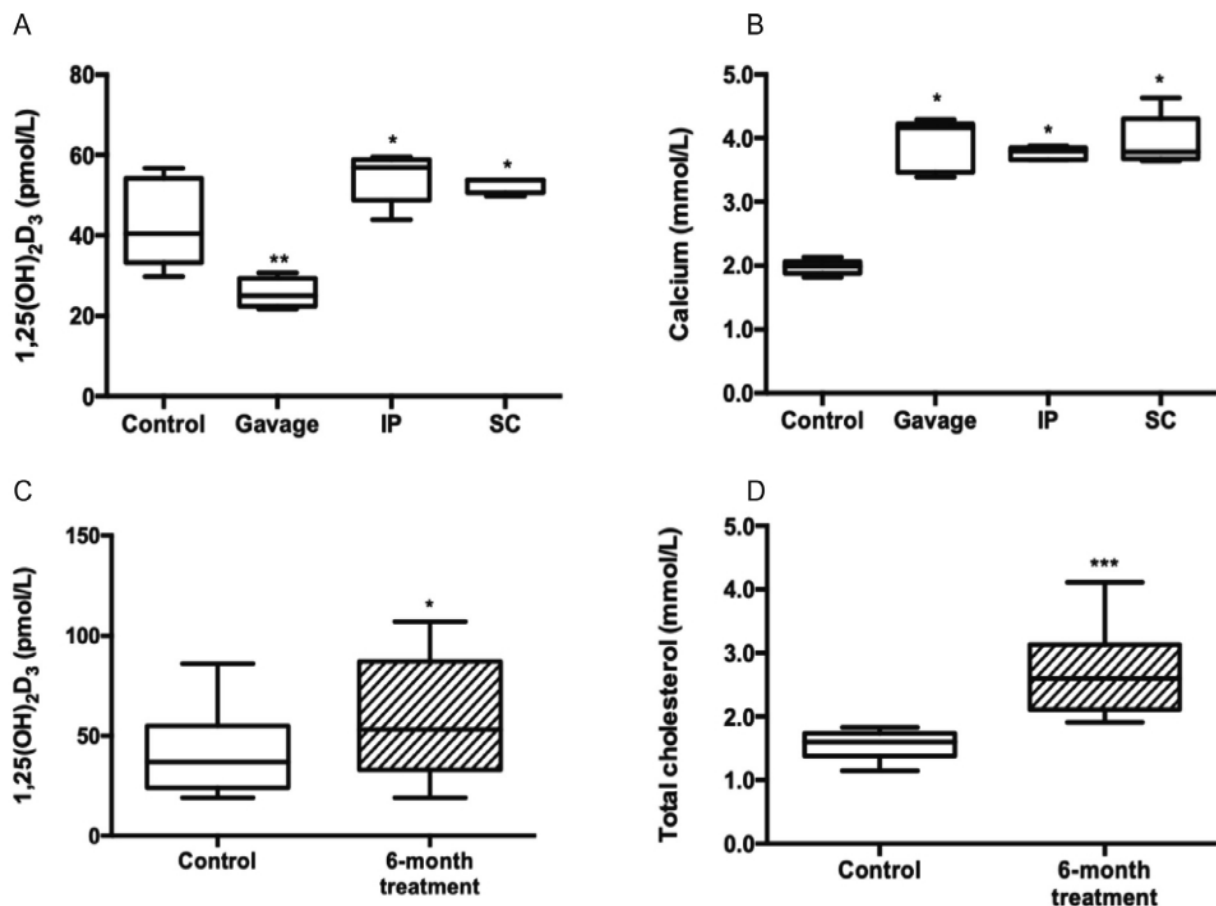 A
1,25(OH)₂D₃ (pmol/L)
80
60
40
20
0
*
*
**
Control Gavage IP SC
B
Calcium (mmol/L)
5.0
4.0
3.0
2.0
1.0
0.0
*
*
*
Control Gavage IP SC
C
1,25(OH)₂D₃ (pmol/L)
150
100
50
0
*
Control 6-month
treatment
D
Total cholesterol (mmol/L)
5.0
4.0
3.0
2.0
1.0
0.0
***
Control 6-month
treatment